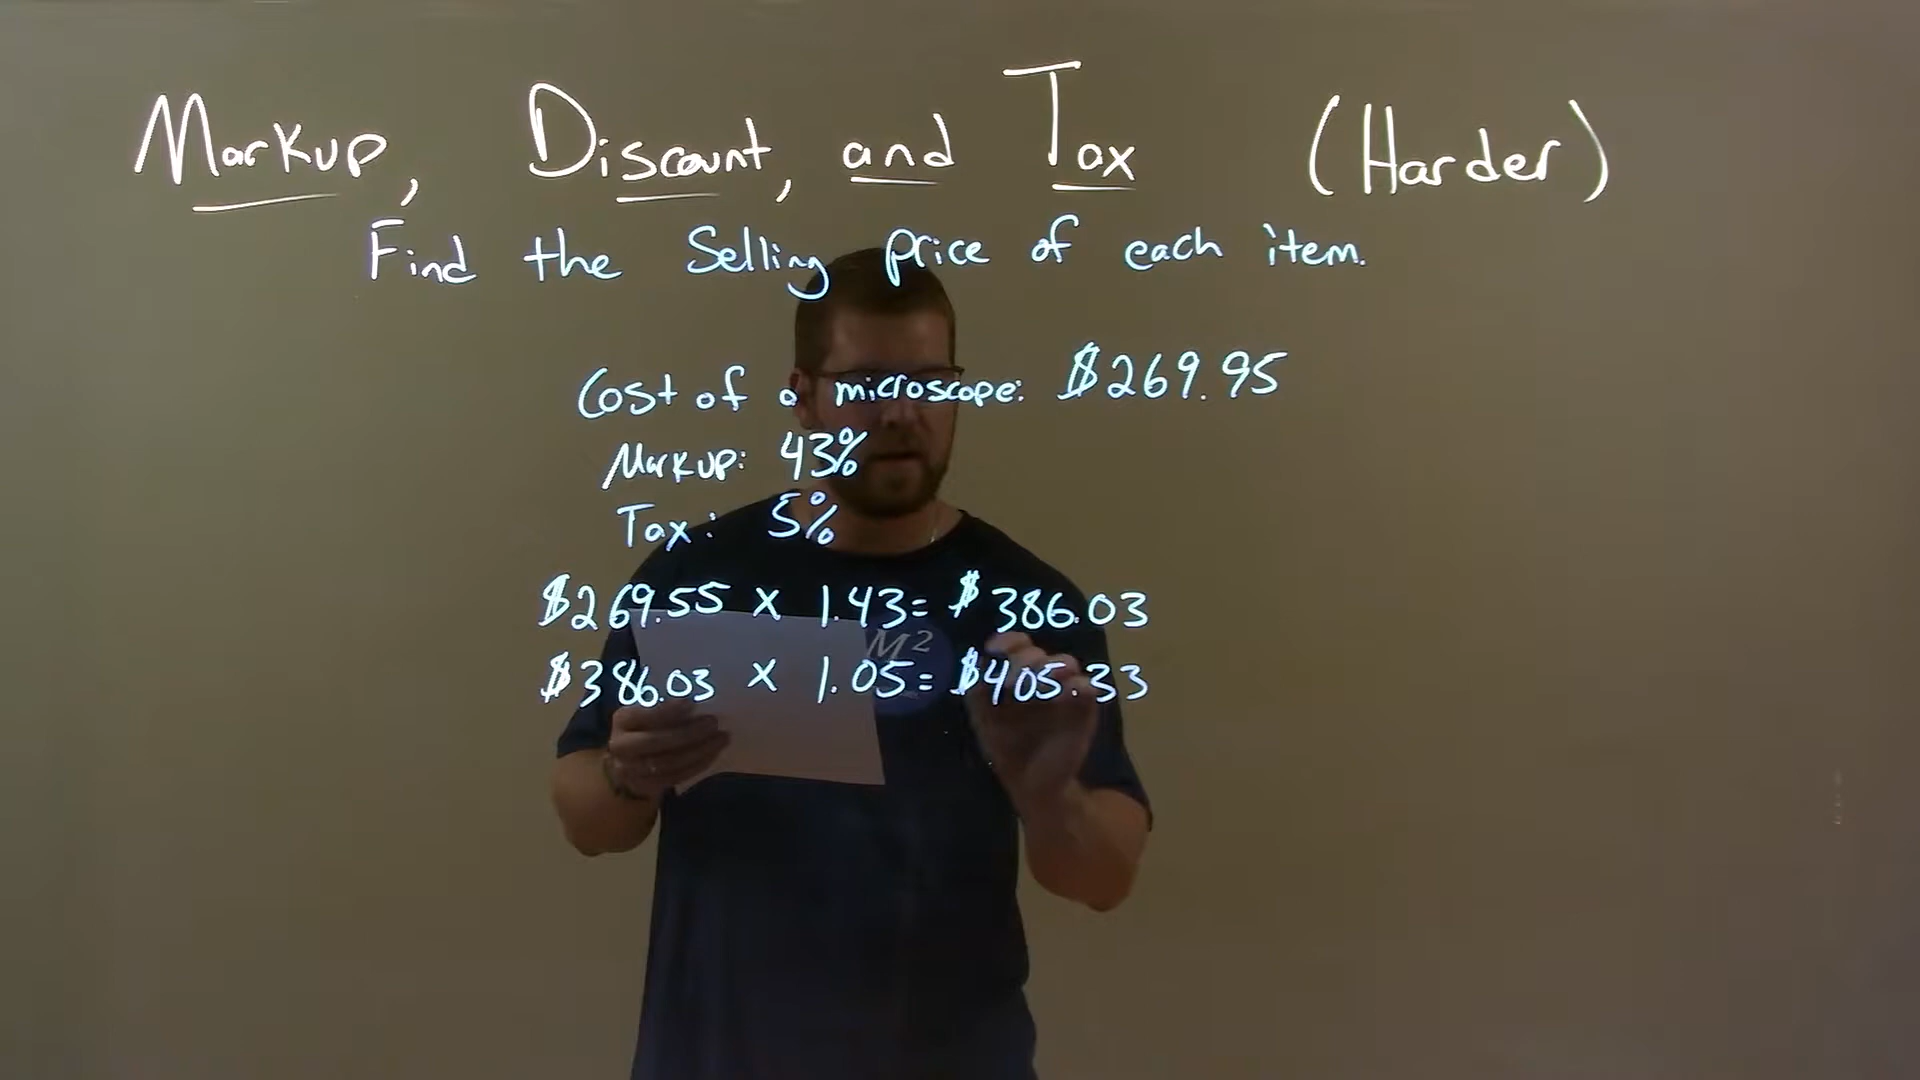 Markup, Discount, and Tax (Harder)
Find the Selling price of each item.
Cost of a microscope: $269.95
Markup: 43%
Tax: 5%
$269.55 x 1.43= $386.03
M²
$386.03 x 1.05= $405.33